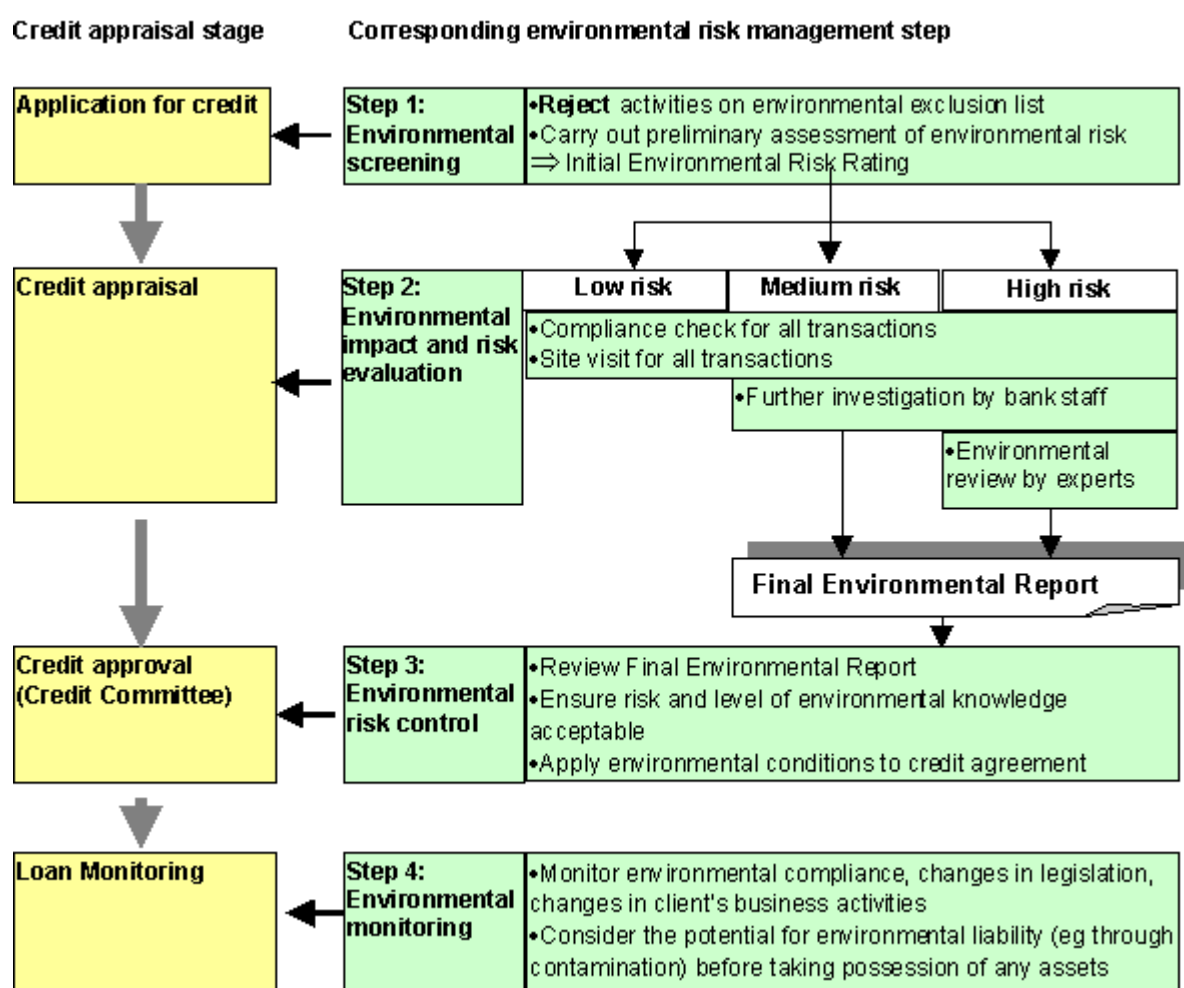 Credit appraisal stage
Corresponding environmental risk management step
Application for credit
Step 1:
Environmental
screening
•Reject activities on environmental exclusion list
•Carry out preliminary assessment of environmental risk
⇒ Initial Environmental Risk Rating
Credit appraisal
Step 2:
Environmental
impact and risk
evaluation
Low risk
Medium risk
High risk
•Compliance check for all transactions
•Site visit for all transactions
•Further investigation by bank staff
•Environmental
review by experts
Final Environmental Report
Credit approval
(Credit Committee)
Step 3:
Environmental
risk control
•Review Final Environmental Report
•Ensure risk and level of environmental knowledge
acceptable
•Apply environmental conditions to credit agreement
Loan Monitoring
Step 4:
Environmental
monitoring
•Monitor environmental compliance, changes in legislation,
changes in client's business activities
•Consider the potential for environmental liability (eg through
contamination) before taking possession of any assets